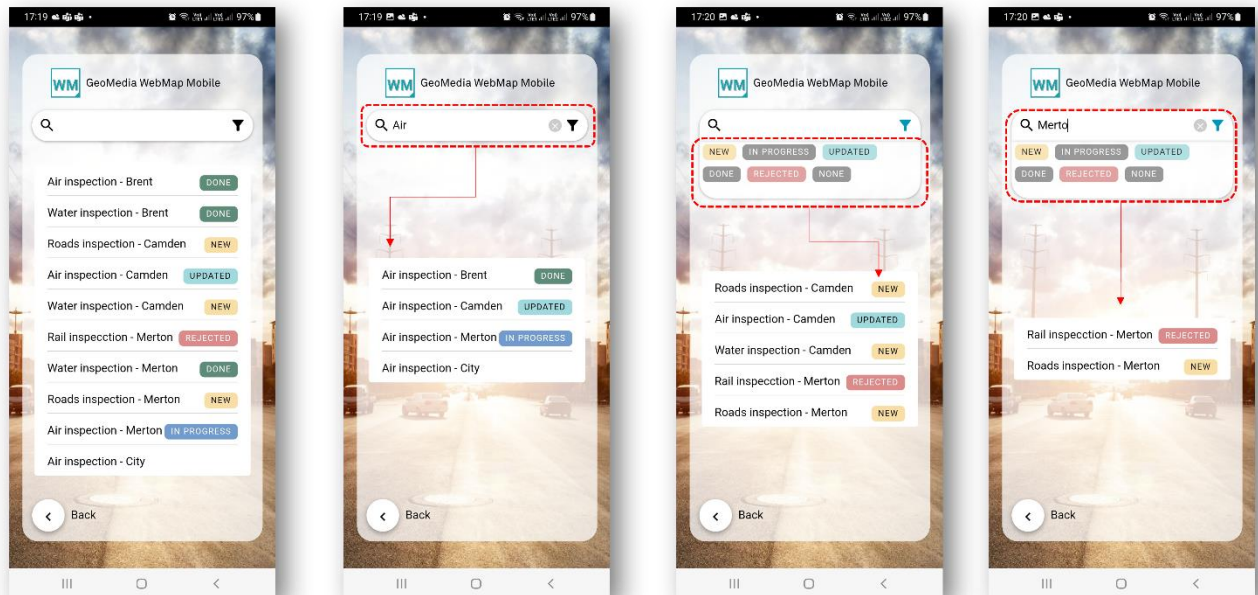 17:19 97%
WM GeoMedia WebMap Mobile
Air inspection - Brent DONE
Water inspection - Brent DONE
Roads inspection - Camden NEW
Air inspection - Camden UPDATED
Water inspection - Camden NEW
Rail inspecction - Merton REJECTED
Water inspection - Merton DONE
Roads inspection - Merton NEW
Air inspection - Merton IN PROGRESS
Air inspection - City
Back
17:19 97%
WM GeoMedia WebMap Mobile
Air
Air inspection - Brent DONE
Air inspection - Camden UPDATED
Air inspection - Merton IN PROGRESS
Air inspection - City
Back
17:20 97%
WM GeoMedia WebMap Mobile
NEW IN PROGRESS UPDATED
DONE REJECTED NONE
Roads inspection - Camden NEW
Air inspection - Camden UPDATED
Water inspection - Camden NEW
Rail inspecction - Merton REJECTED
Roads inspection - Merton NEW
Back
17:20 97%
WM GeoMedia WebMap Mobile
Merto
NEW IN PROGRESS UPDATED
DONE REJECTED NONE
Rail inspecction - Merton REJECTED
Roads inspection - Merton NEW
Back